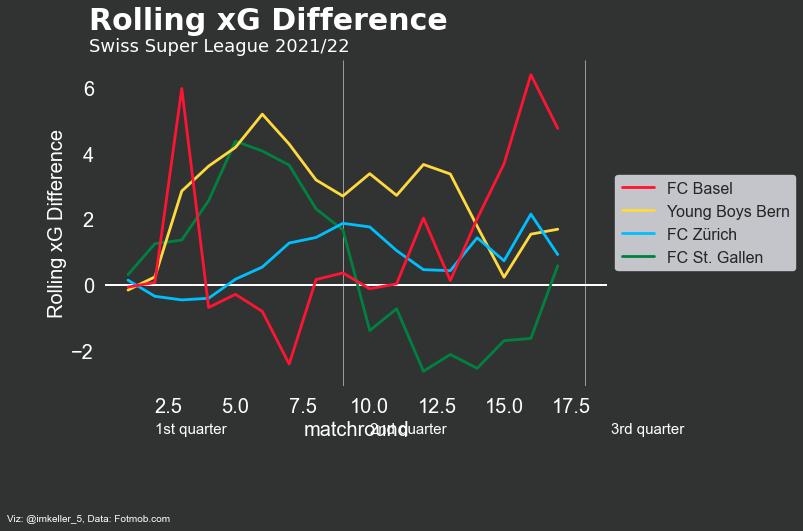 Rolling xG Difference
Swiss Super League 2021/22
Rolling xG Difference
6
4
2
0
−2
2.5 5.0 7.5 10.0 12.5 15.0 17.5
matchround
1st quarter 2nd quarter 3rd quarter
FC Basel
Young Boys Bern
FC Zürich
FC St. Gallen
Viz: @imkeller_5, Data: Fotmob.com